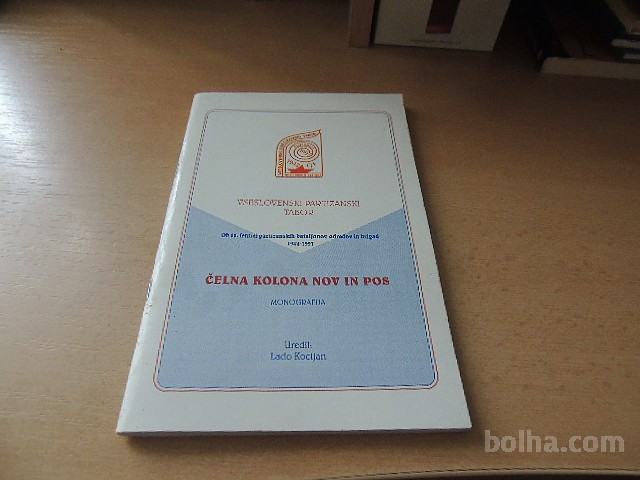 VSESLOVENSKI PARTIZANSKI
TABOR
partizanskih bataljonov, odredov in brigad
ČELNA KOLONA NOV IN POS
MONOGRAFIJA
Uredil:
Lado Kocijan
bolha.com